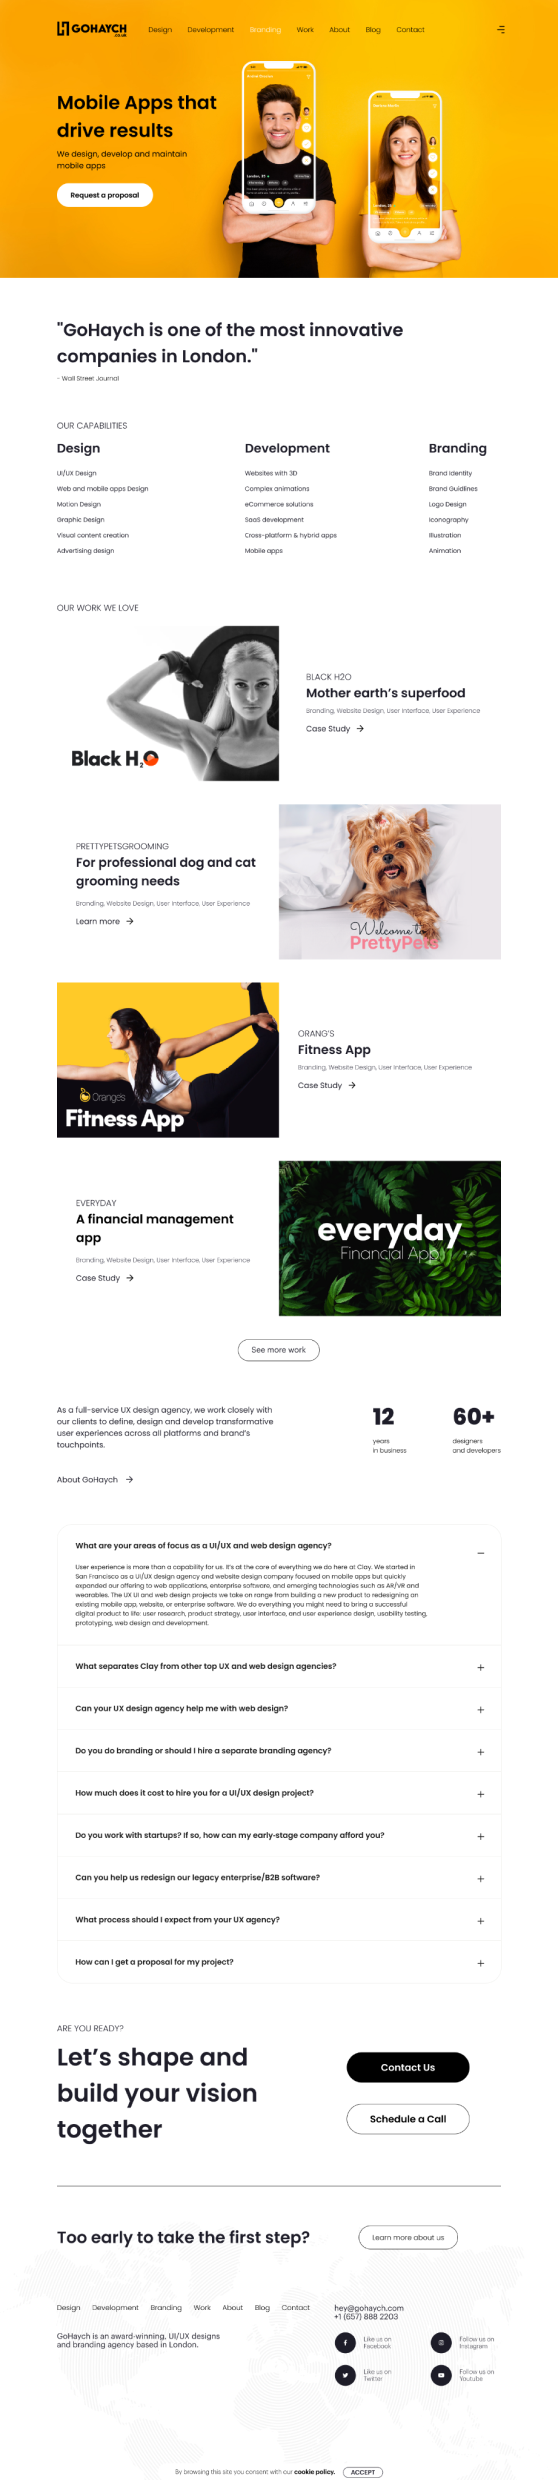 GOHAYCH
.CO.UK
Design Development Branding Work About Blog Contact
Mobile Apps that
drive results
We design, develop and maintain
mobile apps
Request a proposal
"GoHaych is one of the most innovative
companies in London."
- Wall Street Journal
OUR CAPABILITIES
Design Development Branding
UI/UX Design Websites with 3D Brand Identity
Web and mobile apps Design Complex animations Brand Guidlines
Motion Design eCommerce solutions Logo Design
Graphic Design SaaS development Iconography
Visual content creation Cross-platform & hybrid apps Illustration
Advertising design Mobile apps Animation
OUR WORK WE LOVE
Black H2O
BLACK H2O
Mother earth's superfood
Branding, Website Design, User Interface, User Experience
Case Study →
PRETTYPETSGROOMING
For professional dog and cat
grooming needs
Branding, Website Design, User Interface, User Experience
Learn more →
Welcome to
PrettyPets
Orange's
Fitness App
ORANG'S
Fitness App
Branding, Website Design, User Interface, User Experience
Case Study →
EVERYDAY
A financial management
app
Branding, Website Design, User Interface, User Experience
Case Study →
everyday
Financial App
See more work
As a full-service UX design agency, we work closely with
our clients to define, design and develop transformative
user experiences across all platforms and brand's
touchpoints.
About GoHaych →
12 60+
years designers
in business and developers
What are your areas of focus as a UI/UX and web design agency? –
User experience is more than a capability for us. It's at the core of everything we do here at Clay. We started in
San Francisco as a UI/UX design agency and website design company focused on mobile apps but quickly
expanded our offering to web applications, enterprise software, and emerging technologies such as AR/VR and
wearables. The UX UI and web design projects we take on range from building a new product to redesigning an
existing mobile app, website, or enterprise software. We do everything you might need to bring a successful
digital product to life: user research, product strategy, user interface, and user experience design, usability testing,
prototyping, web design and development.
What separates Clay from other top UX and web design agencies? +
Can your UX design agency help me with web design? +
Do you do branding or should I hire a separate branding agency? +
How much does it cost to hire you for a UI/UX design project? +
Do you work with startups? If so, how can my early-stage company afford you? +
Can you help us redesign our legacy enterprise/B2B software? +
What process should I expect from your UX agency? +
How can I get a proposal for my project? +
ARE YOU READY?
Let's shape and
build your vision
together
Contact Us
Schedule a Call
Too early to take the first step?
Learn more about us
Design Development Branding Work About Blog Contact
GoHaych is an award-winning, UI/UX designs
and branding agency based in London.
hey@gohaych.com
+1 (657) 888 2203
Like us on
Facebook
Follow us on
Instagram
Like us on
Twitter
Follow us on
Youtube
By browsing this site you consent with our cookie policy. ACCEPT